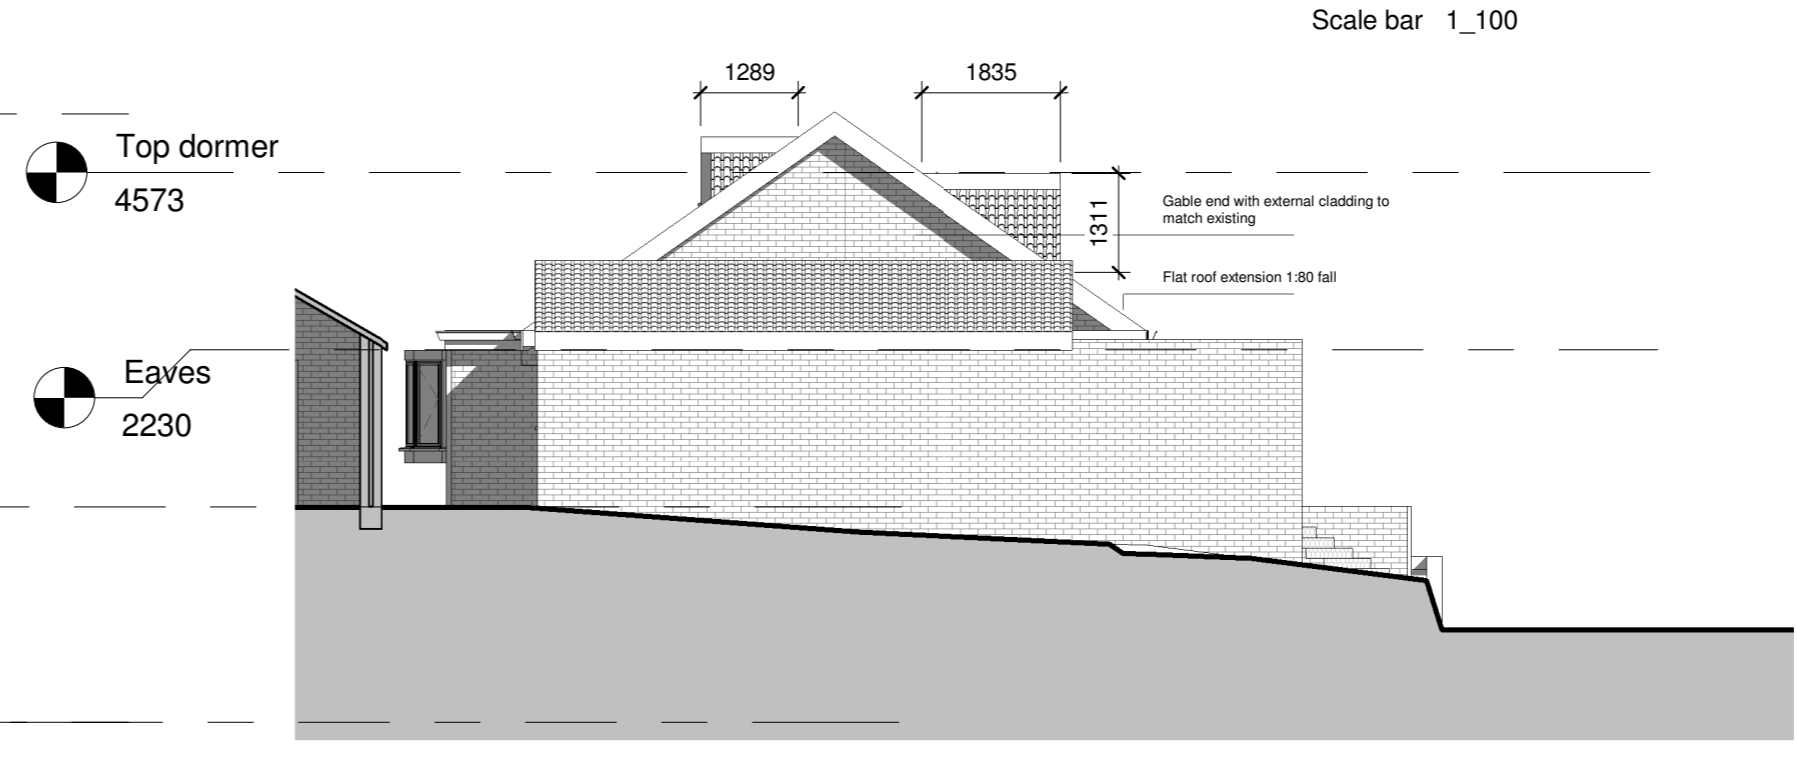 Scale bar 1_100
1289
1835
Top dormer
4573
1311
Gable end with external cladding to
match existing
Flat roof extension 1:80 fall
Eaves
2230